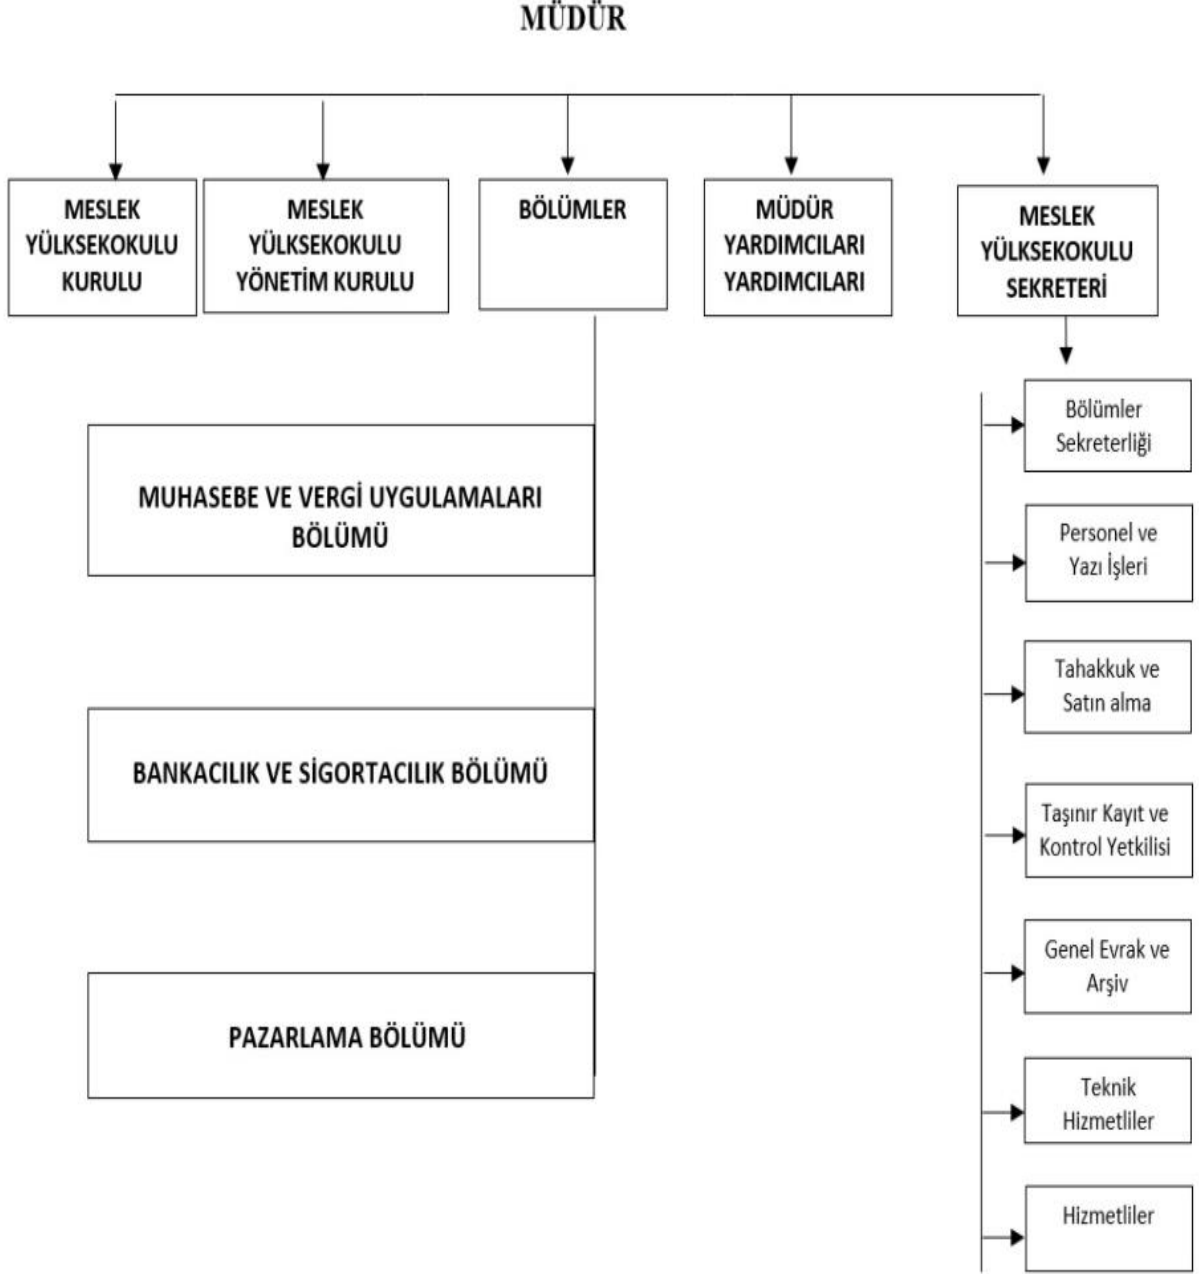 MÜDÜR
MESLEK
YÜLKSEKOKULU
KURULU
MESLEK
YÜLKSEKOKULU
YÖNETİM KURULU
BÖLÜMLER
MÜDÜR
YARDIMCILARI
YARDIMCILARI
MESLEK
YÜLKSEKOKULU
SEKRETERİ
MUHASEBE VE VERGİ UYGULAMALARI
BÖLÜMÜ
BANKACILIK VE SİGORTACILIK BÖLÜMÜ
PAZARLAMA BÖLÜMÜ
Bölümler
Sekreterliği
Personel ve
Yazı İşleri
Tahakkuk ve
Satın alma
Taşınır Kayıt ve
Kontrol Yetkilisi
Genel Evrak ve
Arşiv
Teknik
Hizmetliler
Hizmetliler